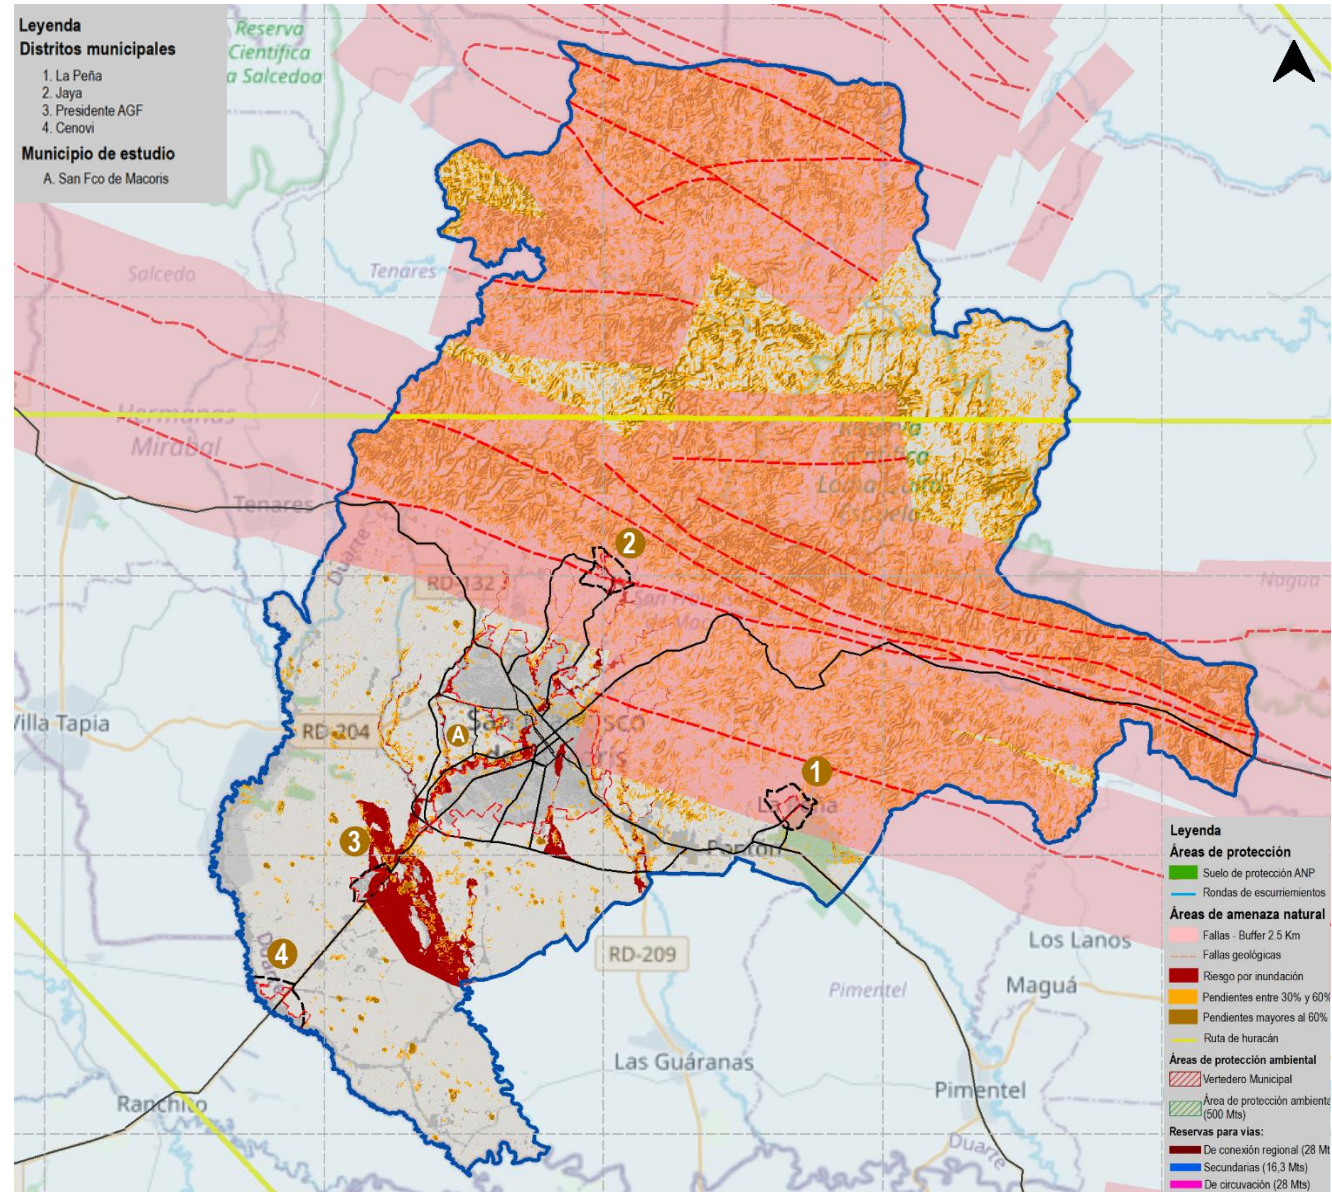 Leyenda
Distritos municipales
1. La Peña
2. Jaya
3. Presidente AGF
4. Cenovi
Municipio de estudio
A. San Fco de Macoris
Reserva
Científica
a Salcedoa
Salcedo
Tenares
Hermanas
Mirabal
Tenares
Duarte
RD-132
2
Nagua
Villa Tapia
RD-204
A
1
3
4
RD-209
Pimentel
Los Lanos
Maguá
Las Guáranas
Pimentel
Ranchito
Duarte
Leyenda
Áreas de protección
Suelo de protección ANP
Rondas de escurriemientos
Áreas de amenaza natural
Fallas - Buffer 2.5 Km
Fallas geológicas
Riesgo por inundación
Pendientes entre 30% y 60%
Pendientes mayores al 60%
Ruta de huracán
Áreas de protección ambiental
Vertedero Municipal
Área de protección ambienta
(500 Mts)
Reservas para vías:
De conexión regional (28 Mt
Secundarias (16,3 Mts)
De circuvación (28 Mts)